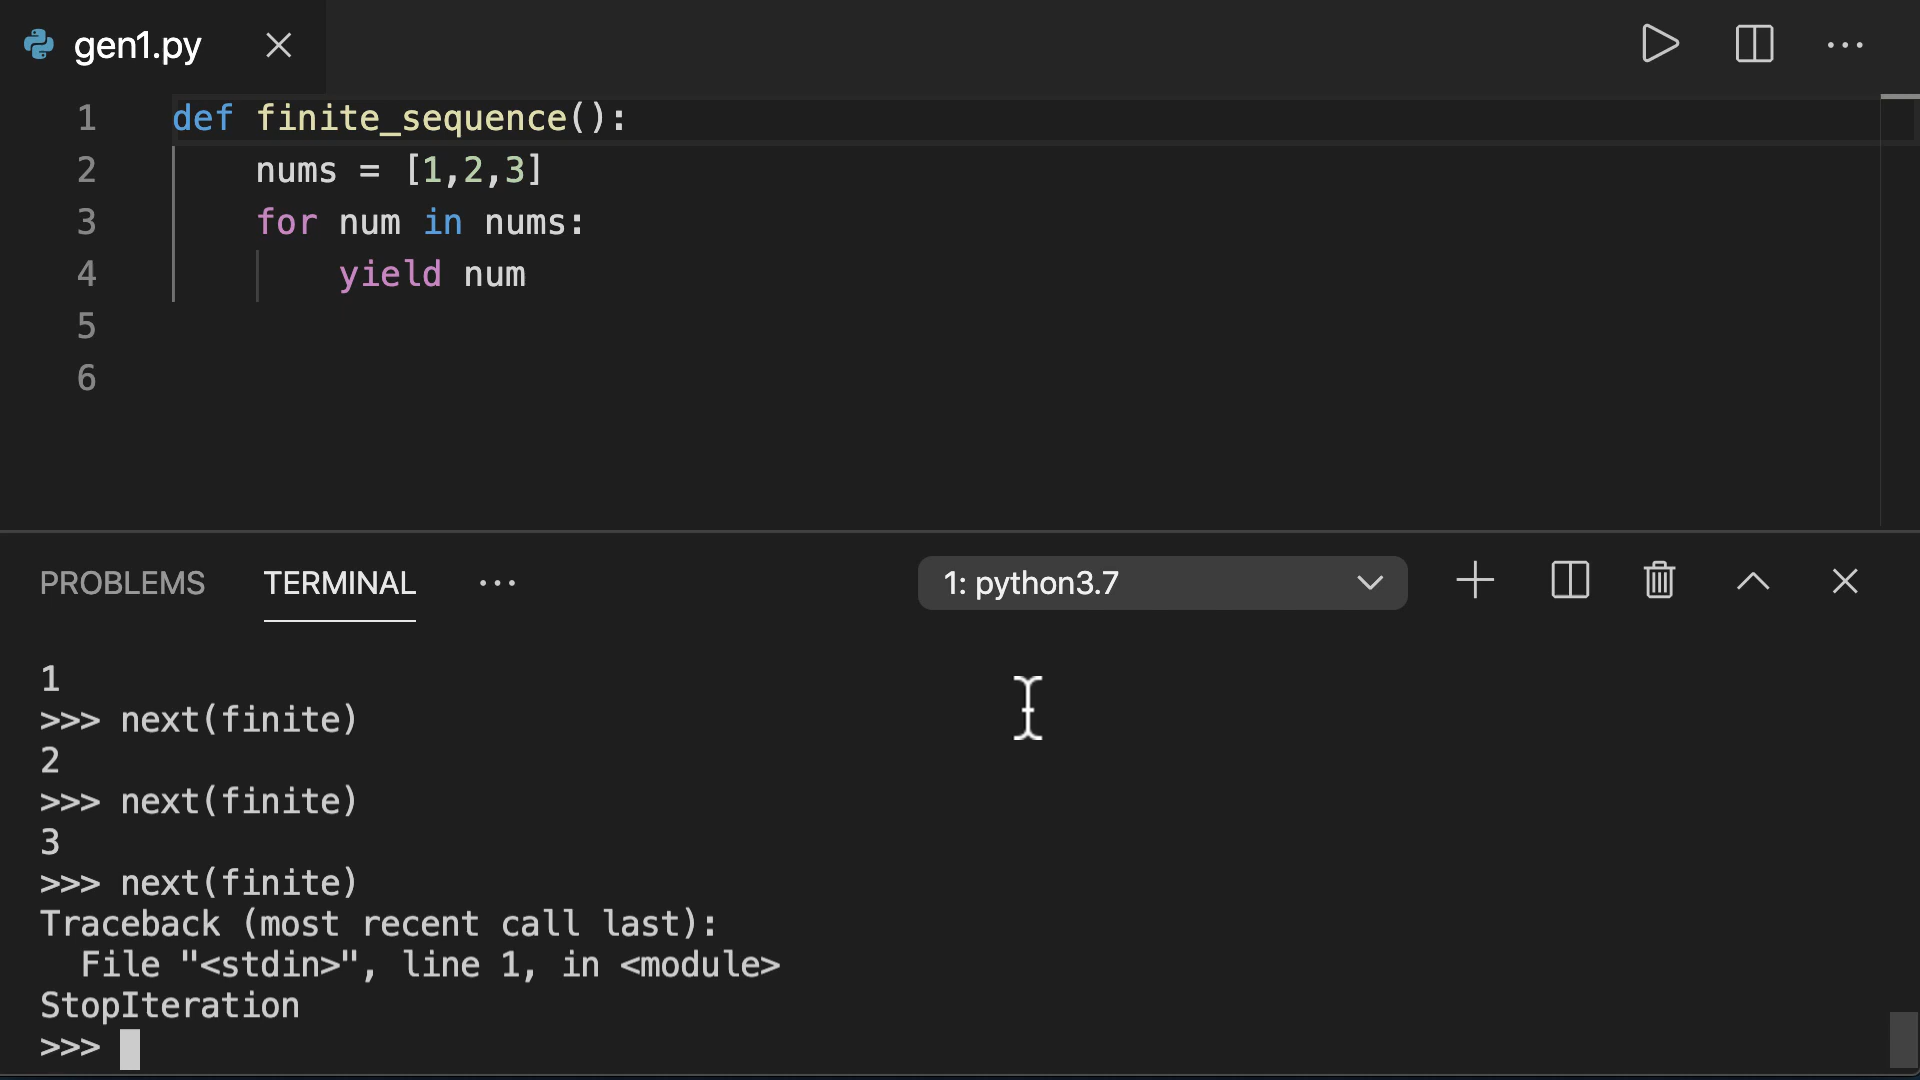 gen1.py
1 def finite_sequence():
2     nums = [1,2,3]
3     for num in nums:
4         yield num
5
6
PROBLEMS TERMINAL ··· 1: python3.7
1
>>> next(finite)
2
>>> next(finite)
3
>>> next(finite)
Traceback (most recent call last):
  File "<stdin>", line 1, in <module>
StopIteration
>>>